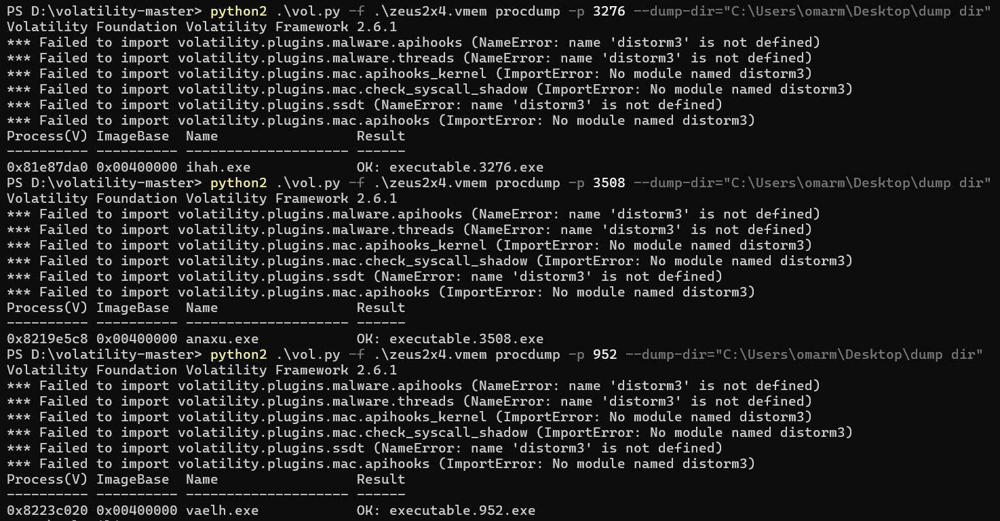 PS D:\volatility-master> python2 .\vol.py -f .\zeus2x4.vmem procdump -p 3276 --dump-dir="C:\Users\omarm\Desktop\dump dir"
Volatility Foundation Volatility Framework 2.6.1
*** Failed to import volatility.plugins.malware.apihooks (NameError: name 'distorm3' is not defined)
*** Failed to import volatility.plugins.malware.threads (NameError: name 'distorm3' is not defined)
*** Failed to import volatility.plugins.mac.apihooks_kernel (ImportError: No module named distorm3)
*** Failed to import volatility.plugins.mac.check_syscall_shadow (ImportError: No module named distorm3)
*** Failed to import volatility.plugins.ssdt (NameError: name 'distorm3' is not defined)
*** Failed to import volatility.plugins.mac.apihooks (ImportError: No module named distorm3)
Process(V) ImageBase  Name                 Result
---------- ---------- -------------------- ------
0x81e87da0 0x00400000 ihah.exe             OK: executable.3276.exe
PS D:\volatility-master> python2 .\vol.py -f .\zeus2x4.vmem procdump -p 3508 --dump-dir="C:\Users\omarm\Desktop\dump dir"
Volatility Foundation Volatility Framework 2.6.1
*** Failed to import volatility.plugins.malware.apihooks (NameError: name 'distorm3' is not defined)
*** Failed to import volatility.plugins.malware.threads (NameError: name 'distorm3' is not defined)
*** Failed to import volatility.plugins.mac.apihooks_kernel (ImportError: No module named distorm3)
*** Failed to import volatility.plugins.mac.check_syscall_shadow (ImportError: No module named distorm3)
*** Failed to import volatility.plugins.ssdt (NameError: name 'distorm3' is not defined)
*** Failed to import volatility.plugins.mac.apihooks (ImportError: No module named distorm3)
Process(V) ImageBase  Name                 Result
---------- ---------- -------------------- ------
0x8219e5c8 0x00400000 anaxu.exe            OK: executable.3508.exe
PS D:\volatility-master> python2 .\vol.py -f .\zeus2x4.vmem procdump -p 952 --dump-dir="C:\Users\omarm\Desktop\dump dir"
Volatility Foundation Volatility Framework 2.6.1
*** Failed to import volatility.plugins.malware.apihooks (NameError: name 'distorm3' is not defined)
*** Failed to import volatility.plugins.malware.threads (NameError: name 'distorm3' is not defined)
*** Failed to import volatility.plugins.mac.apihooks_kernel (ImportError: No module named distorm3)
*** Failed to import volatility.plugins.mac.check_syscall_shadow (ImportError: No module named distorm3)
*** Failed to import volatility.plugins.ssdt (NameError: name 'distorm3' is not defined)
*** Failed to import volatility.plugins.mac.apihooks (ImportError: No module named distorm3)
Process(V) ImageBase  Name                 Result
---------- ---------- -------------------- ------
0x8223c020 0x00400000 vaelh.exe            OK: executable.952.exe